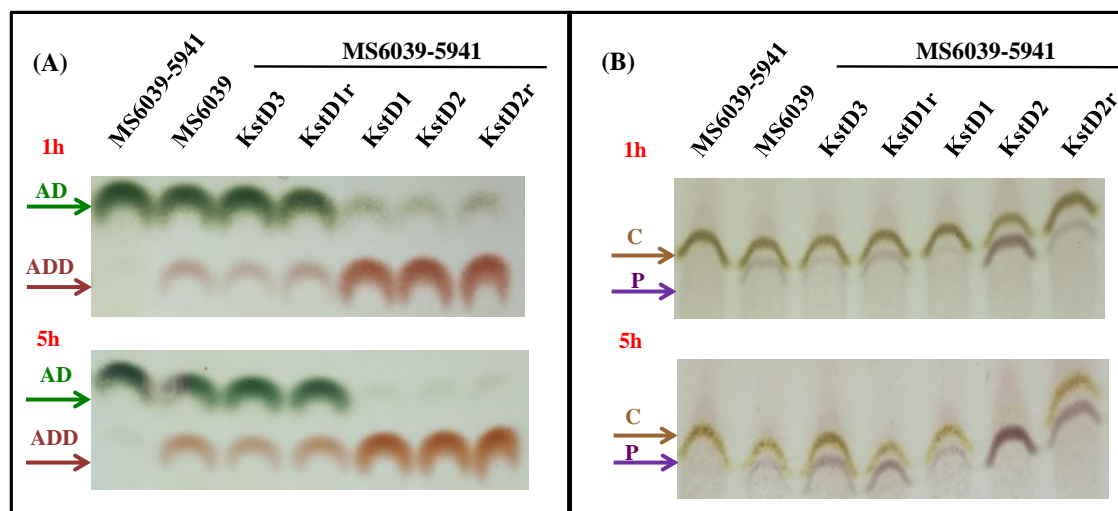 (A)
MS6039-5941
MS6039-5941
MS6039
KstD3
KstD1r
KstD1
KstD2
KstD2r
1h
AD
ADD
5h
AD
ADD
(B)
MS6039-5941
MS6039-5941
MS6039
KstD3
KstD1r
KstD1
KstD2
KstD2r
1h
C
P
5h
C
P